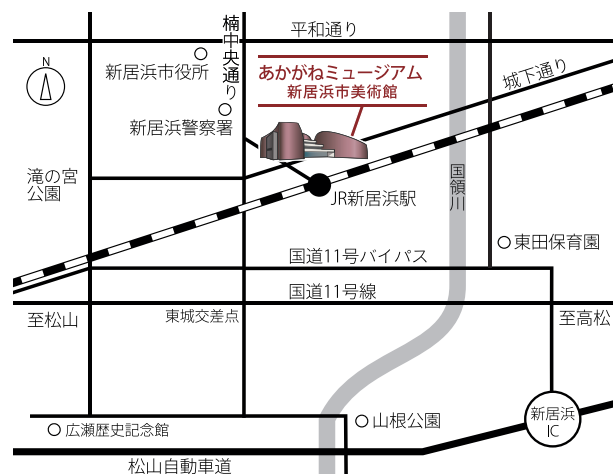 平和通り
楠中央通り
N
新居浜市役所
あかがねミュージアム
新居浜市美術館
城下通り
新居浜警察署
滝の宮
公園
JR新居浜駅
国領川
東田保育園
国道11号バイパス
国道11号線
至松山
東城交差点
至高松
新居浜
IC
山根公園
広瀬歴史記念館
松山自動車道